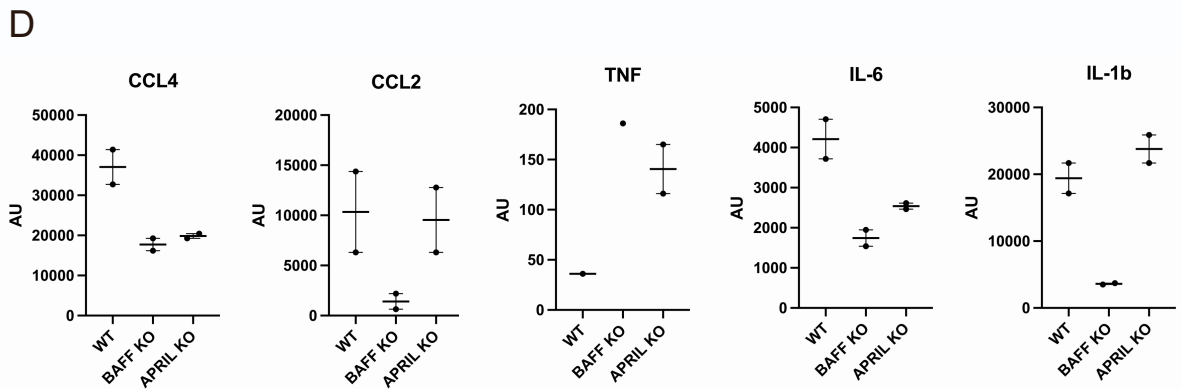 D
CCL4
50000
40000
30000
20000
10000
0
AU
WT
BAFF KO
APRIL KO
CCL2
20000
15000
10000
5000
0
AU
WT
BAFF KO
APRIL KO
TNF
200
150
100
50
0
AU
WT
BAFF KO
APRIL KO
IL-6
5000
4000
3000
2000
1000
0
AU
WT
BAFF KO
APRIL KO
IL-1b
30000
20000
10000
0
AU
WT
BAFF KO
APRIL KO